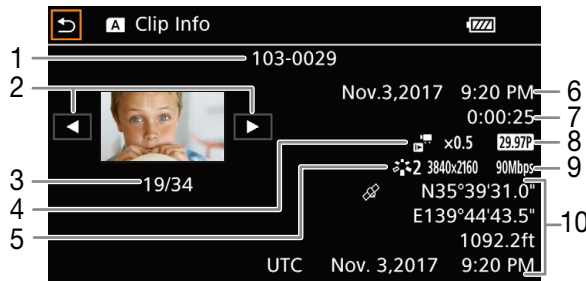 A Clip Info
1 103-0029
2 Nov.3,2017 9:20 PM 6
0:00:25 7
×0.5 29.97P 8
3 19/34
2 3840x2160 90Mbps 9
4 N35°39'31.0"
5 E139°44'43.5" 10
1092.2ft
UTC Nov. 3,2017 9:20 PM